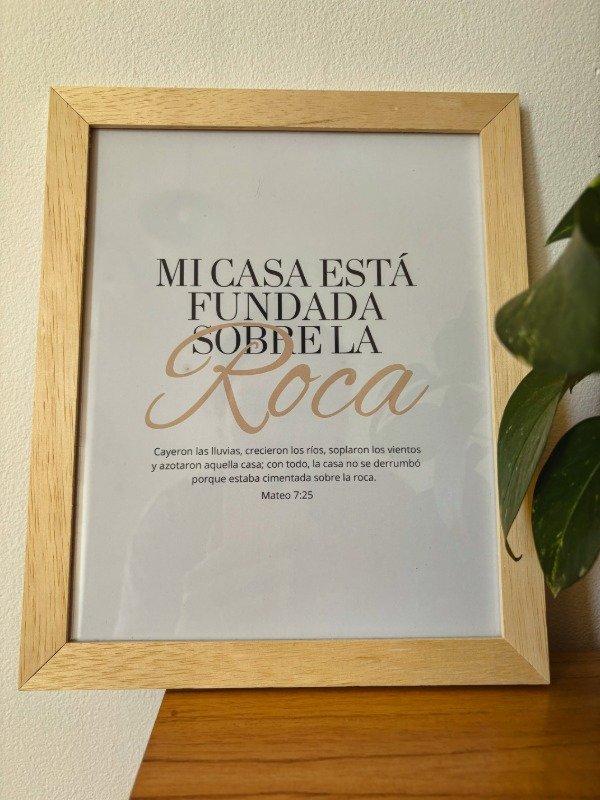 MI CASA ESTÁ
FUNDADA
SOBRE LA
Roca
Cayeron las lluvias, crecieron los ríos, soplaron los vientos
y azotaron aquella casa; con todo, la casa no se derrumbó
porque estaba cimentada sobre la roca.
Mateo 7:25